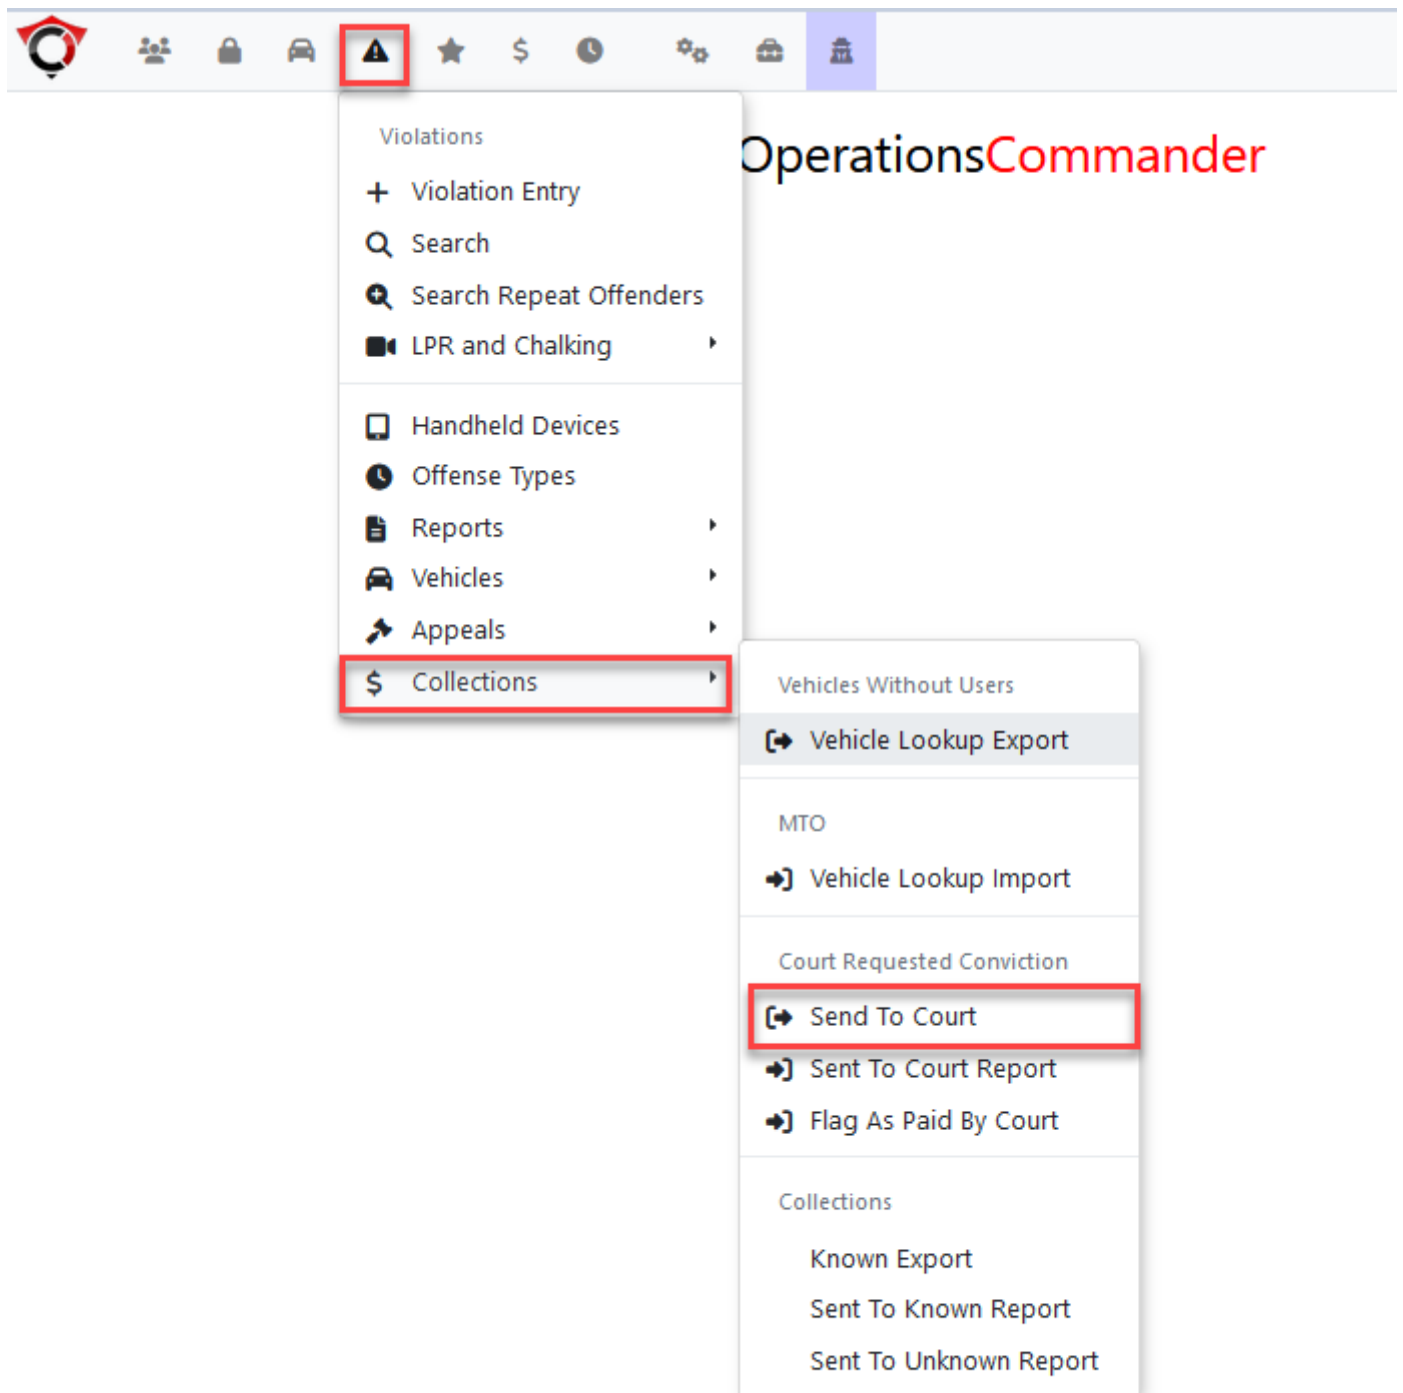 OperationsCommander
Violations
Violation Entry
Search
Search Repeat Offenders
LPR and Chalking
Handheld Devices
Offense Types
Reports
Vehicles
Appeals
$ Collections
Vehicles Without Users
Vehicle Lookup Export
MTO
Vehicle Lookup Import
Court Requested Conviction
Send To Court
Sent To Court Report
Flag As Paid By Court
Collections
Known Export
Sent To Known Report
Sent To Unknown Report